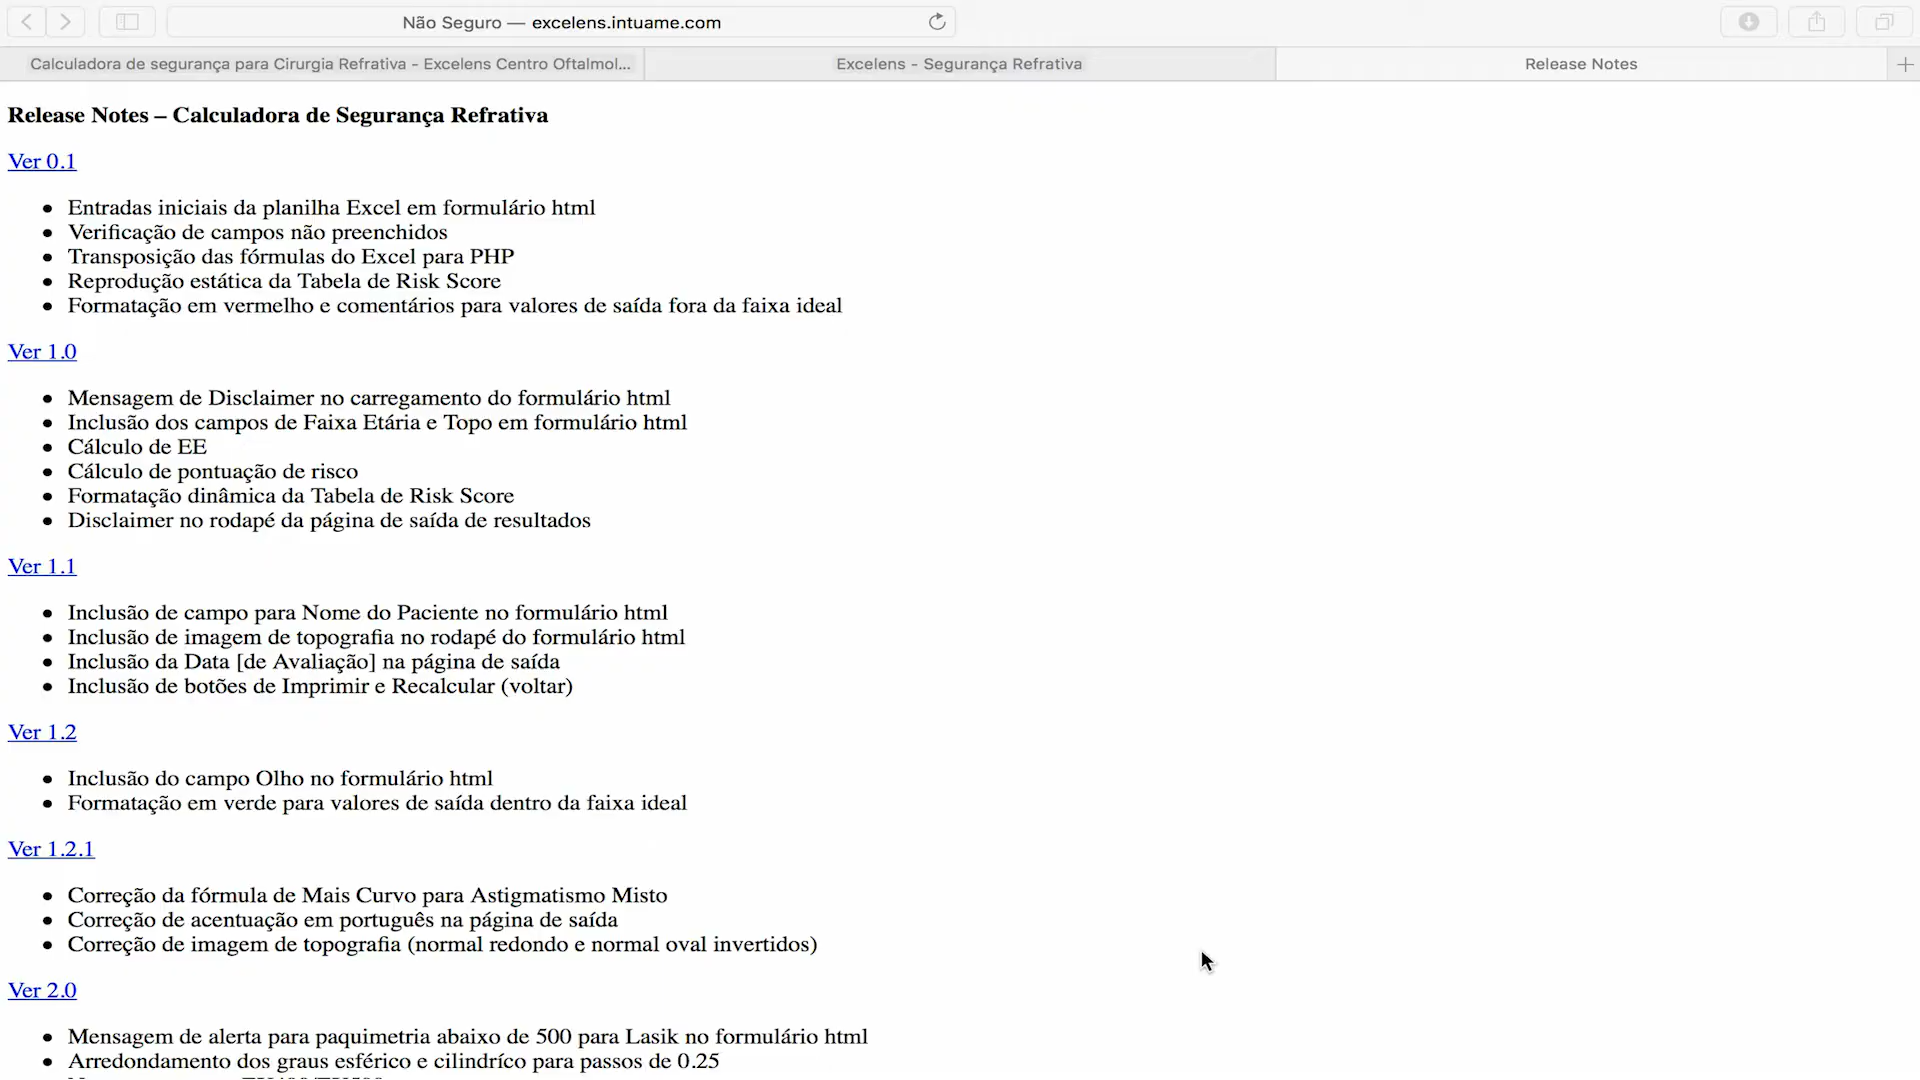 Não Seguro — excelens.intuame.com
Calculadora de segurança para Cirurgia Refrativa - Excelens Centro Oftalmol...
Excelens - Segurança Refrativa
Release Notes
Release Notes – Calculadora de Segurança Refrativa
Ver 0.1
Entradas iniciais da planilha Excel em formulário html
Verificação de campos não preenchidos
Transposição das fórmulas do Excel para PHP
Reprodução estática da Tabela de Risk Score
Formatação em vermelho e comentários para valores de saída fora da faixa ideal
Ver 1.0
Mensagem de Disclaimer no carregamento do formulário html
Inclusão dos campos de Faixa Etária e Topo em formulário html
Cálculo de EE
Cálculo de pontuação de risco
Formatação dinâmica da Tabela de Risk Score
Disclaimer no rodapé da página de saída de resultados
Ver 1.1
Inclusão de campo para Nome do Paciente no formulário html
Inclusão de imagem de topografia no rodapé do formulário html
Inclusão da Data [de Avaliação] na página de saída
Inclusão de botões de Imprimir e Recalcular (voltar)
Ver 1.2
Inclusão do campo Olho no formulário html
Formatação em verde para valores de saída dentro da faixa ideal
Ver 1.2.1
Correção da fórmula de Mais Curvo para Astigmatismo Misto
Correção de acentuação em português na página de saída
Correção de imagem de topografia (normal redondo e normal oval invertidos)
Ver 2.0
Mensagem de alerta para paquimetria abaixo de 500 para Lasik no formulário html
Arredondamento dos graus esférico e cilindríco para passos de 0.25